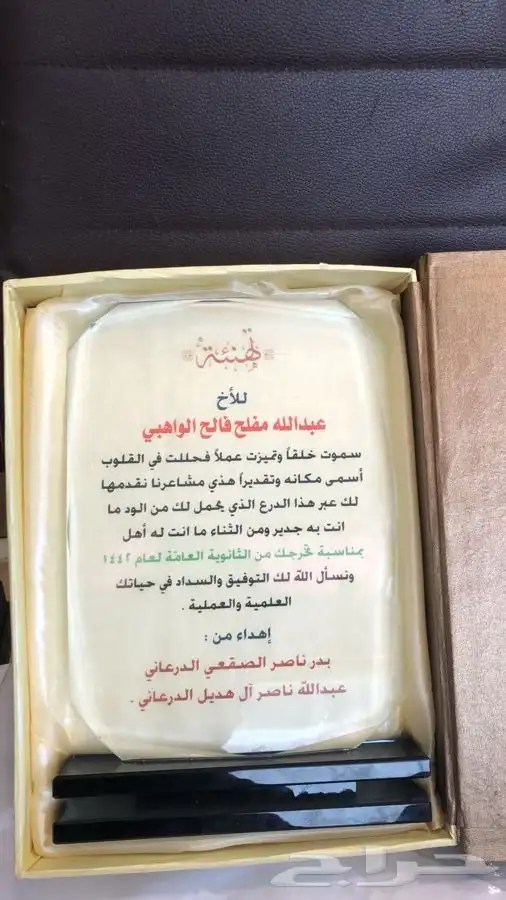 تهنئة
للأخ
عبدالله مفلح فالح الواهبي
سموت خلقاً وتميزت عملاً فحللت في القلوب
أسمى مكانه وتقديراً هذي مشاعرنا نقدمها
لك عبر هذا الدرع الذي يحمل لك من الود ما
انت به جدير ومن الثناء ما انت له أهل
بمناسبة تخرجك من الثانوية العامة لعام ١٤٤٢
ونسأل الله لك التوفيق والسداد في حياتك
العلمية والعملية .
إهداء من :
بدر ناصر الصقعي الدرعاني
عبدالله ناصر آل هديل الدرعاني .
حراج